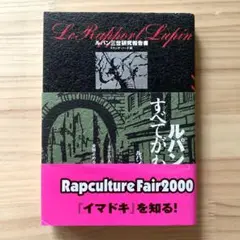 Le Rapport Lupin
ルパン三世研究報告書
ルパン
すべてがわ
Rapculture Fair2000
『イマドキ』を知る!